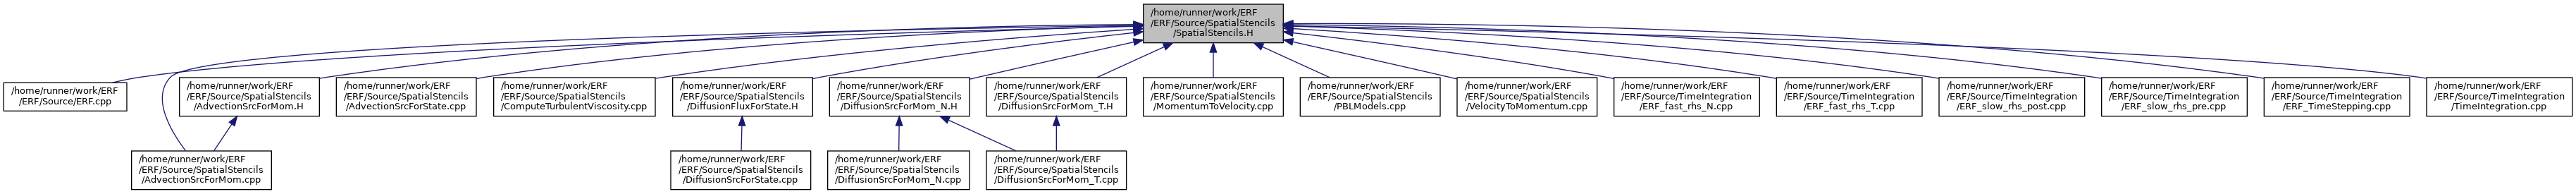 /home/runner/work/ERF
/ERF/Source/SpatialStencils
/SpatialStencils.H
/home/runner/work/ERF
/ERF/Source/ERF.cpp
/home/runner/work/ERF
/ERF/Source/SpatialStencils
/AdvectionSrcForMom.H
/home/runner/work/ERF
/ERF/Source/SpatialStencils
/AdvectionSrcForState.cpp
/home/runner/work/ERF
/ERF/Source/SpatialStencils
/ComputeTurbulentViscosity.cpp
/home/runner/work/ERF
/ERF/Source/SpatialStencils
/DiffusionFluxForState.H
/home/runner/work/ERF
/ERF/Source/SpatialStencils
/DiffusionSrcForMom_N.H
/home/runner/work/ERF
/ERF/Source/SpatialStencils
/DiffusionSrcForMom_T.H
/home/runner/work/ERF
/ERF/Source/SpatialStencils
/MomentumToVelocity.cpp
/home/runner/work/ERF
/ERF/Source/SpatialStencils
/PBLModels.cpp
/home/runner/work/ERF
/ERF/Source/SpatialStencils
/VelocityToMomentum.cpp
/home/runner/work/ERF
/ERF/Source/TimeIntegration
/ERF_fast_rhs_N.cpp
/home/runner/work/ERF
/ERF/Source/TimeIntegration
/ERF_fast_rhs_T.cpp
/home/runner/work/ERF
/ERF/Source/TimeIntegration
/ERF_slow_rhs_post.cpp
/home/runner/work/ERF
/ERF/Source/TimeIntegration
/ERF_slow_rhs_pre.cpp
/home/runner/work/ERF
/ERF/Source/TimeIntegration
/ERF_TimeStepping.cpp
/home/runner/work/ERF
/ERF/Source/TimeIntegration
/TimeIntegration.cpp
/home/runner/work/ERF
/ERF/Source/SpatialStencils
/AdvectionSrcForMom.cpp
/home/runner/work/ERF
/ERF/Source/SpatialStencils
/DiffusionSrcForState.cpp
/home/runner/work/ERF
/ERF/Source/SpatialStencils
/DiffusionSrcForMom_N.cpp
/home/runner/work/ERF
/ERF/Source/SpatialStencils
/DiffusionSrcForMom_T.cpp